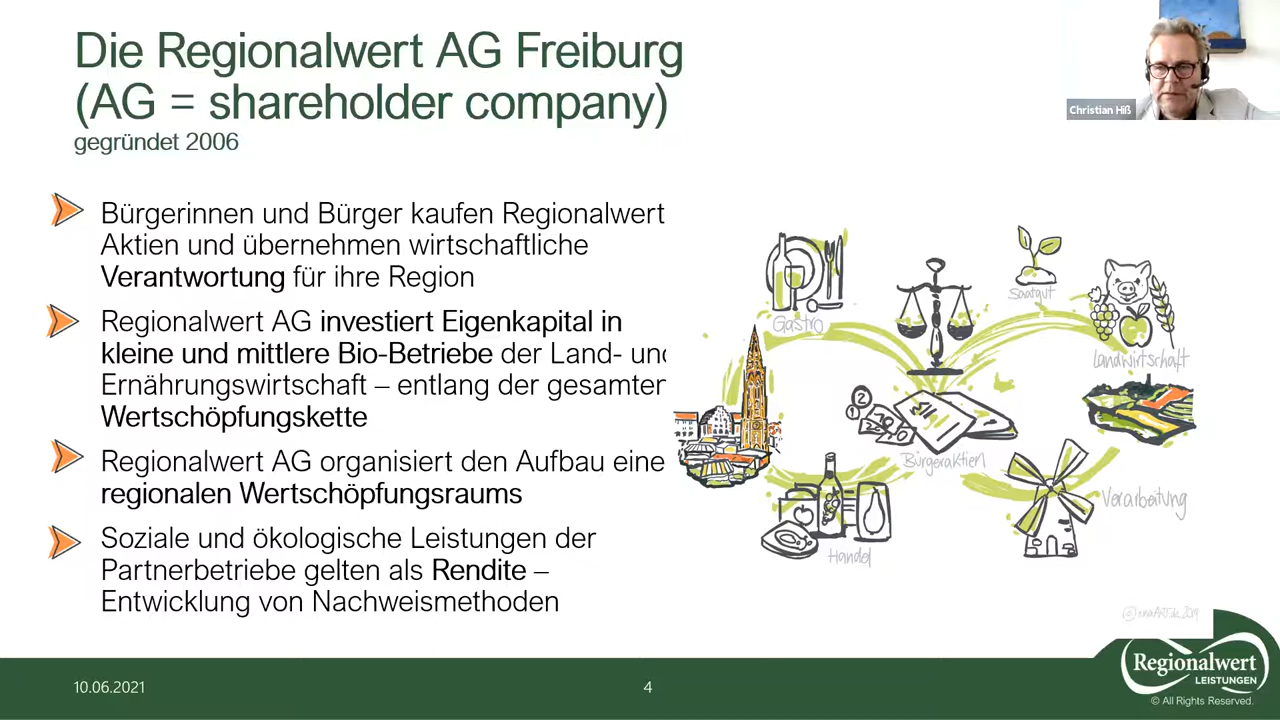 Die Regionalwert AG Freiburg
(AG = shareholder company)
gegründet 2006
Christian Hiß
Bürgerinnen und Bürger kaufen Regionalwert
Aktien und übernehmen wirtschaftliche
Verantwortung für ihre Region
Regionalwert AG investiert Eigenkapital in
kleine und mittlere Bio-Betriebe der Land- und
Ernährungswirtschaft – entlang der gesamten
Wertschöpfungskette
Regionalwert AG organisiert den Aufbau eine
regionalen Wertschöpfungsraums
Soziale und ökologische Leistungen der
Partnerbetriebe gelten als Rendite –
Entwicklung von Nachweismethoden
Saatgut
Gastro
Landwirtschaft
2
1
Bürgeraktien
Verarbeitung
Handel
10.06.2021
4
Regionalwert
LEISTUNGEN
© All Rights Reserved.